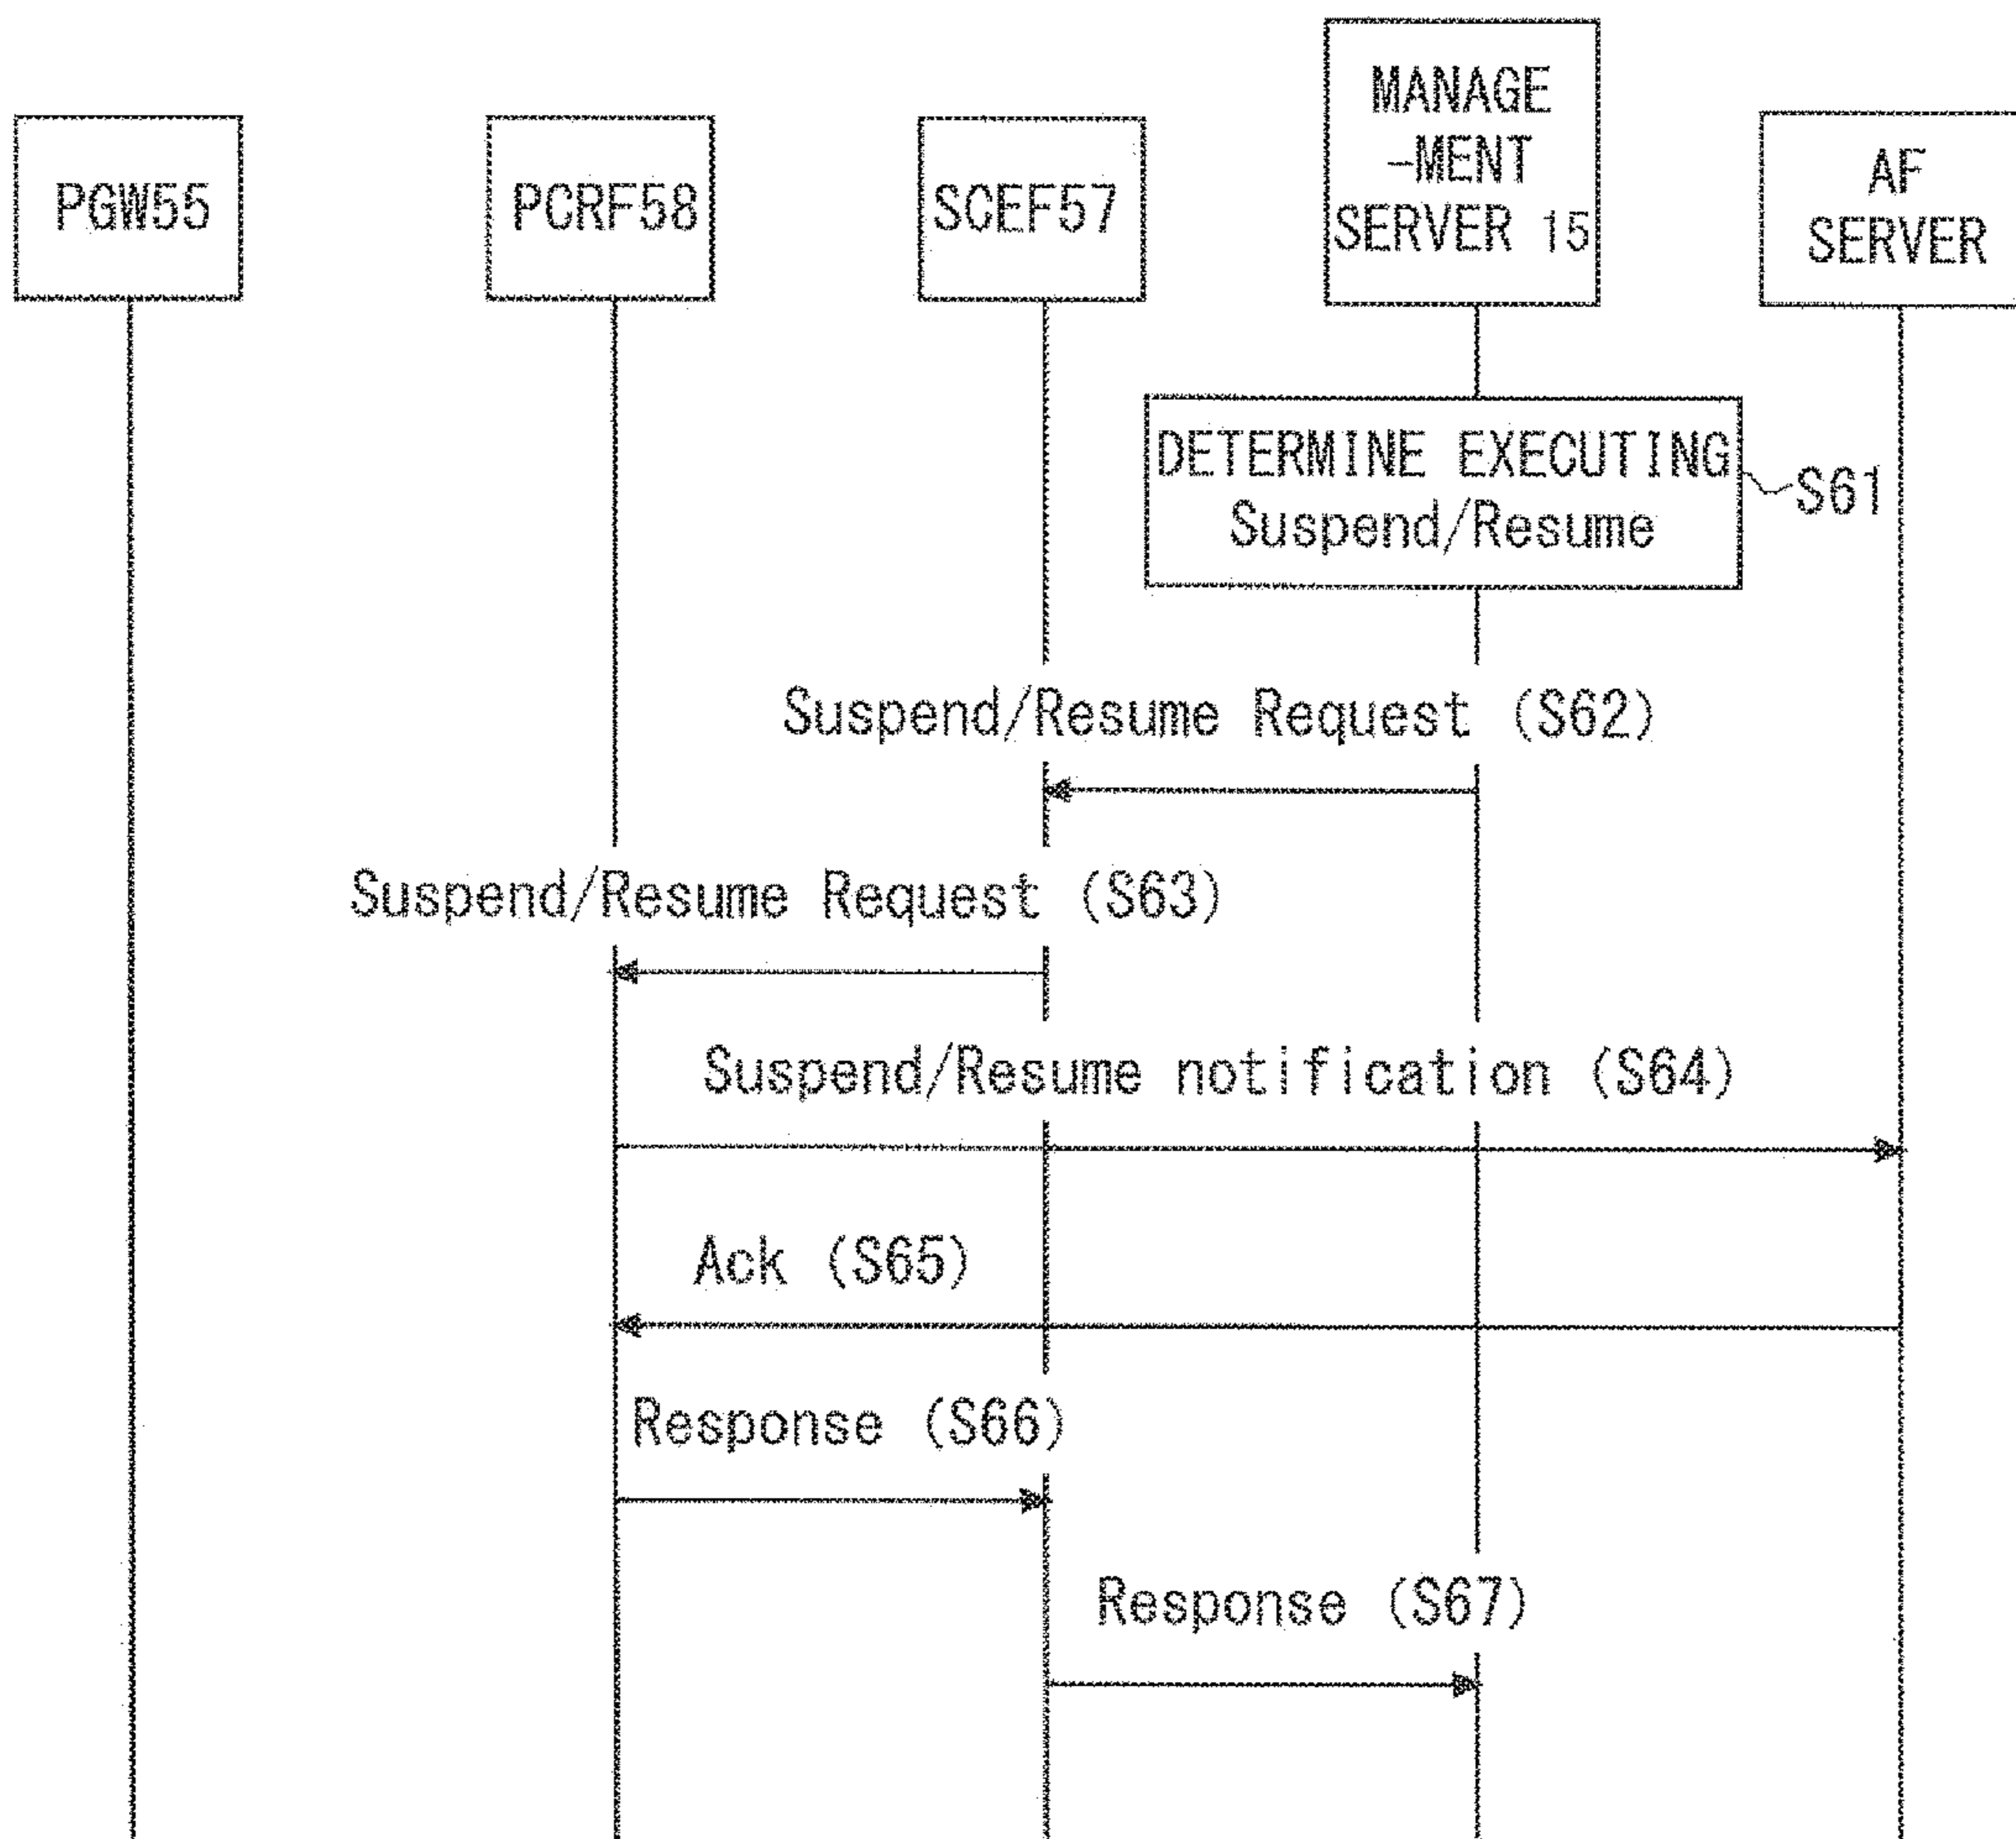 PGW55
PCRF58
SCEF57
MANAGE
-MENT
SERVER 15
AF
SERVER
DETERMINE EXECUTING
Suspend/Resume
S61
Suspend/Resume Request (S62)
Suspend/Resume Request (S63)
Suspend/Resume notification (S64)
Ack (S65)
Response (S66)
Response (S67)